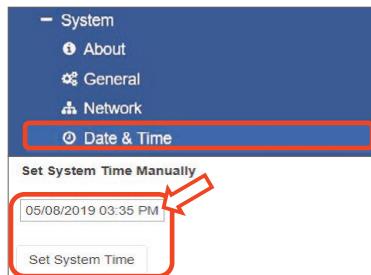 – System
About
General
Network
Date & Time
Set System Time Manually
05/08/2019 03:35 PM
Set System Time